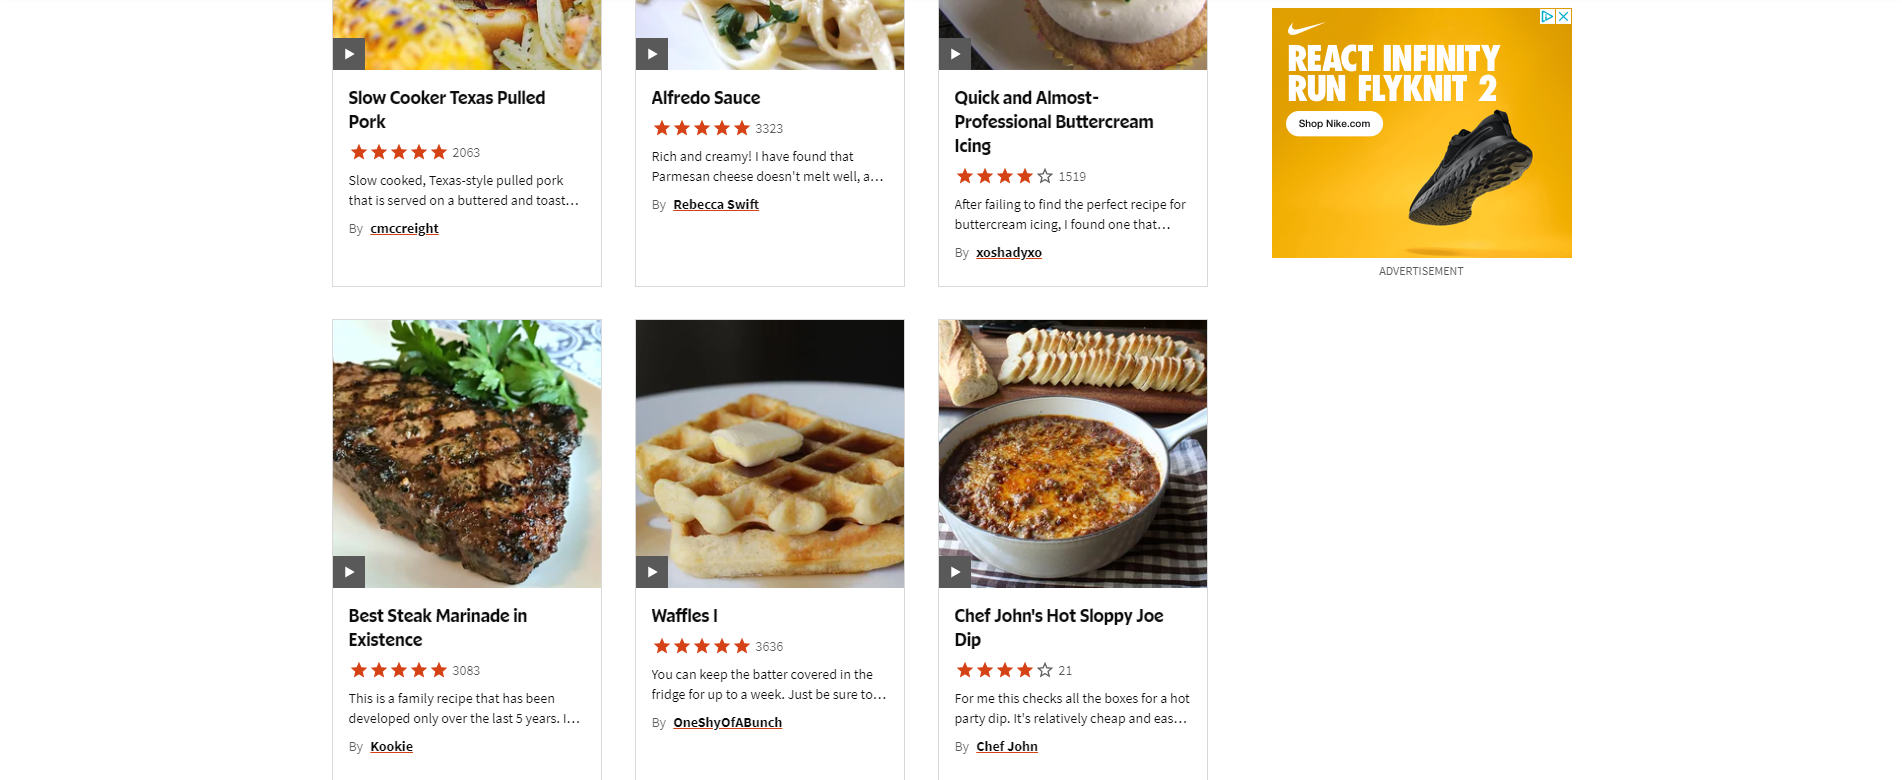 Slow Cooker Texas Pulled
Pork
2063
Slow cooked, Texas-style pulled pork
that is served on a buttered and toast…
By cmccreight
Alfredo Sauce
3323
Rich and creamy! I have found that
Parmesan cheese doesn't melt well, a…
By Rebecca Swift
Quick and Almost-
Professional Buttercream
Icing
1519
After failing to find the perfect recipe for
buttercream icing, I found one that…
By xoshadyxo
REACT INFINITY
RUN FLYKNIT 2
Shop Nike.com
ADVERTISEMENT
Best Steak Marinade in
Existence
3083
This is a family recipe that has been
developed only over the last 5 years. I…
By Kookie
Waffles I
3636
You can keep the batter covered in the
fridge for up to a week. Just be sure to…
By OneShyOfABunch
Chef John's Hot Sloppy Joe
Dip
21
For me this checks all the boxes for a hot
party dip. It's relatively cheap and eas…
By Chef John